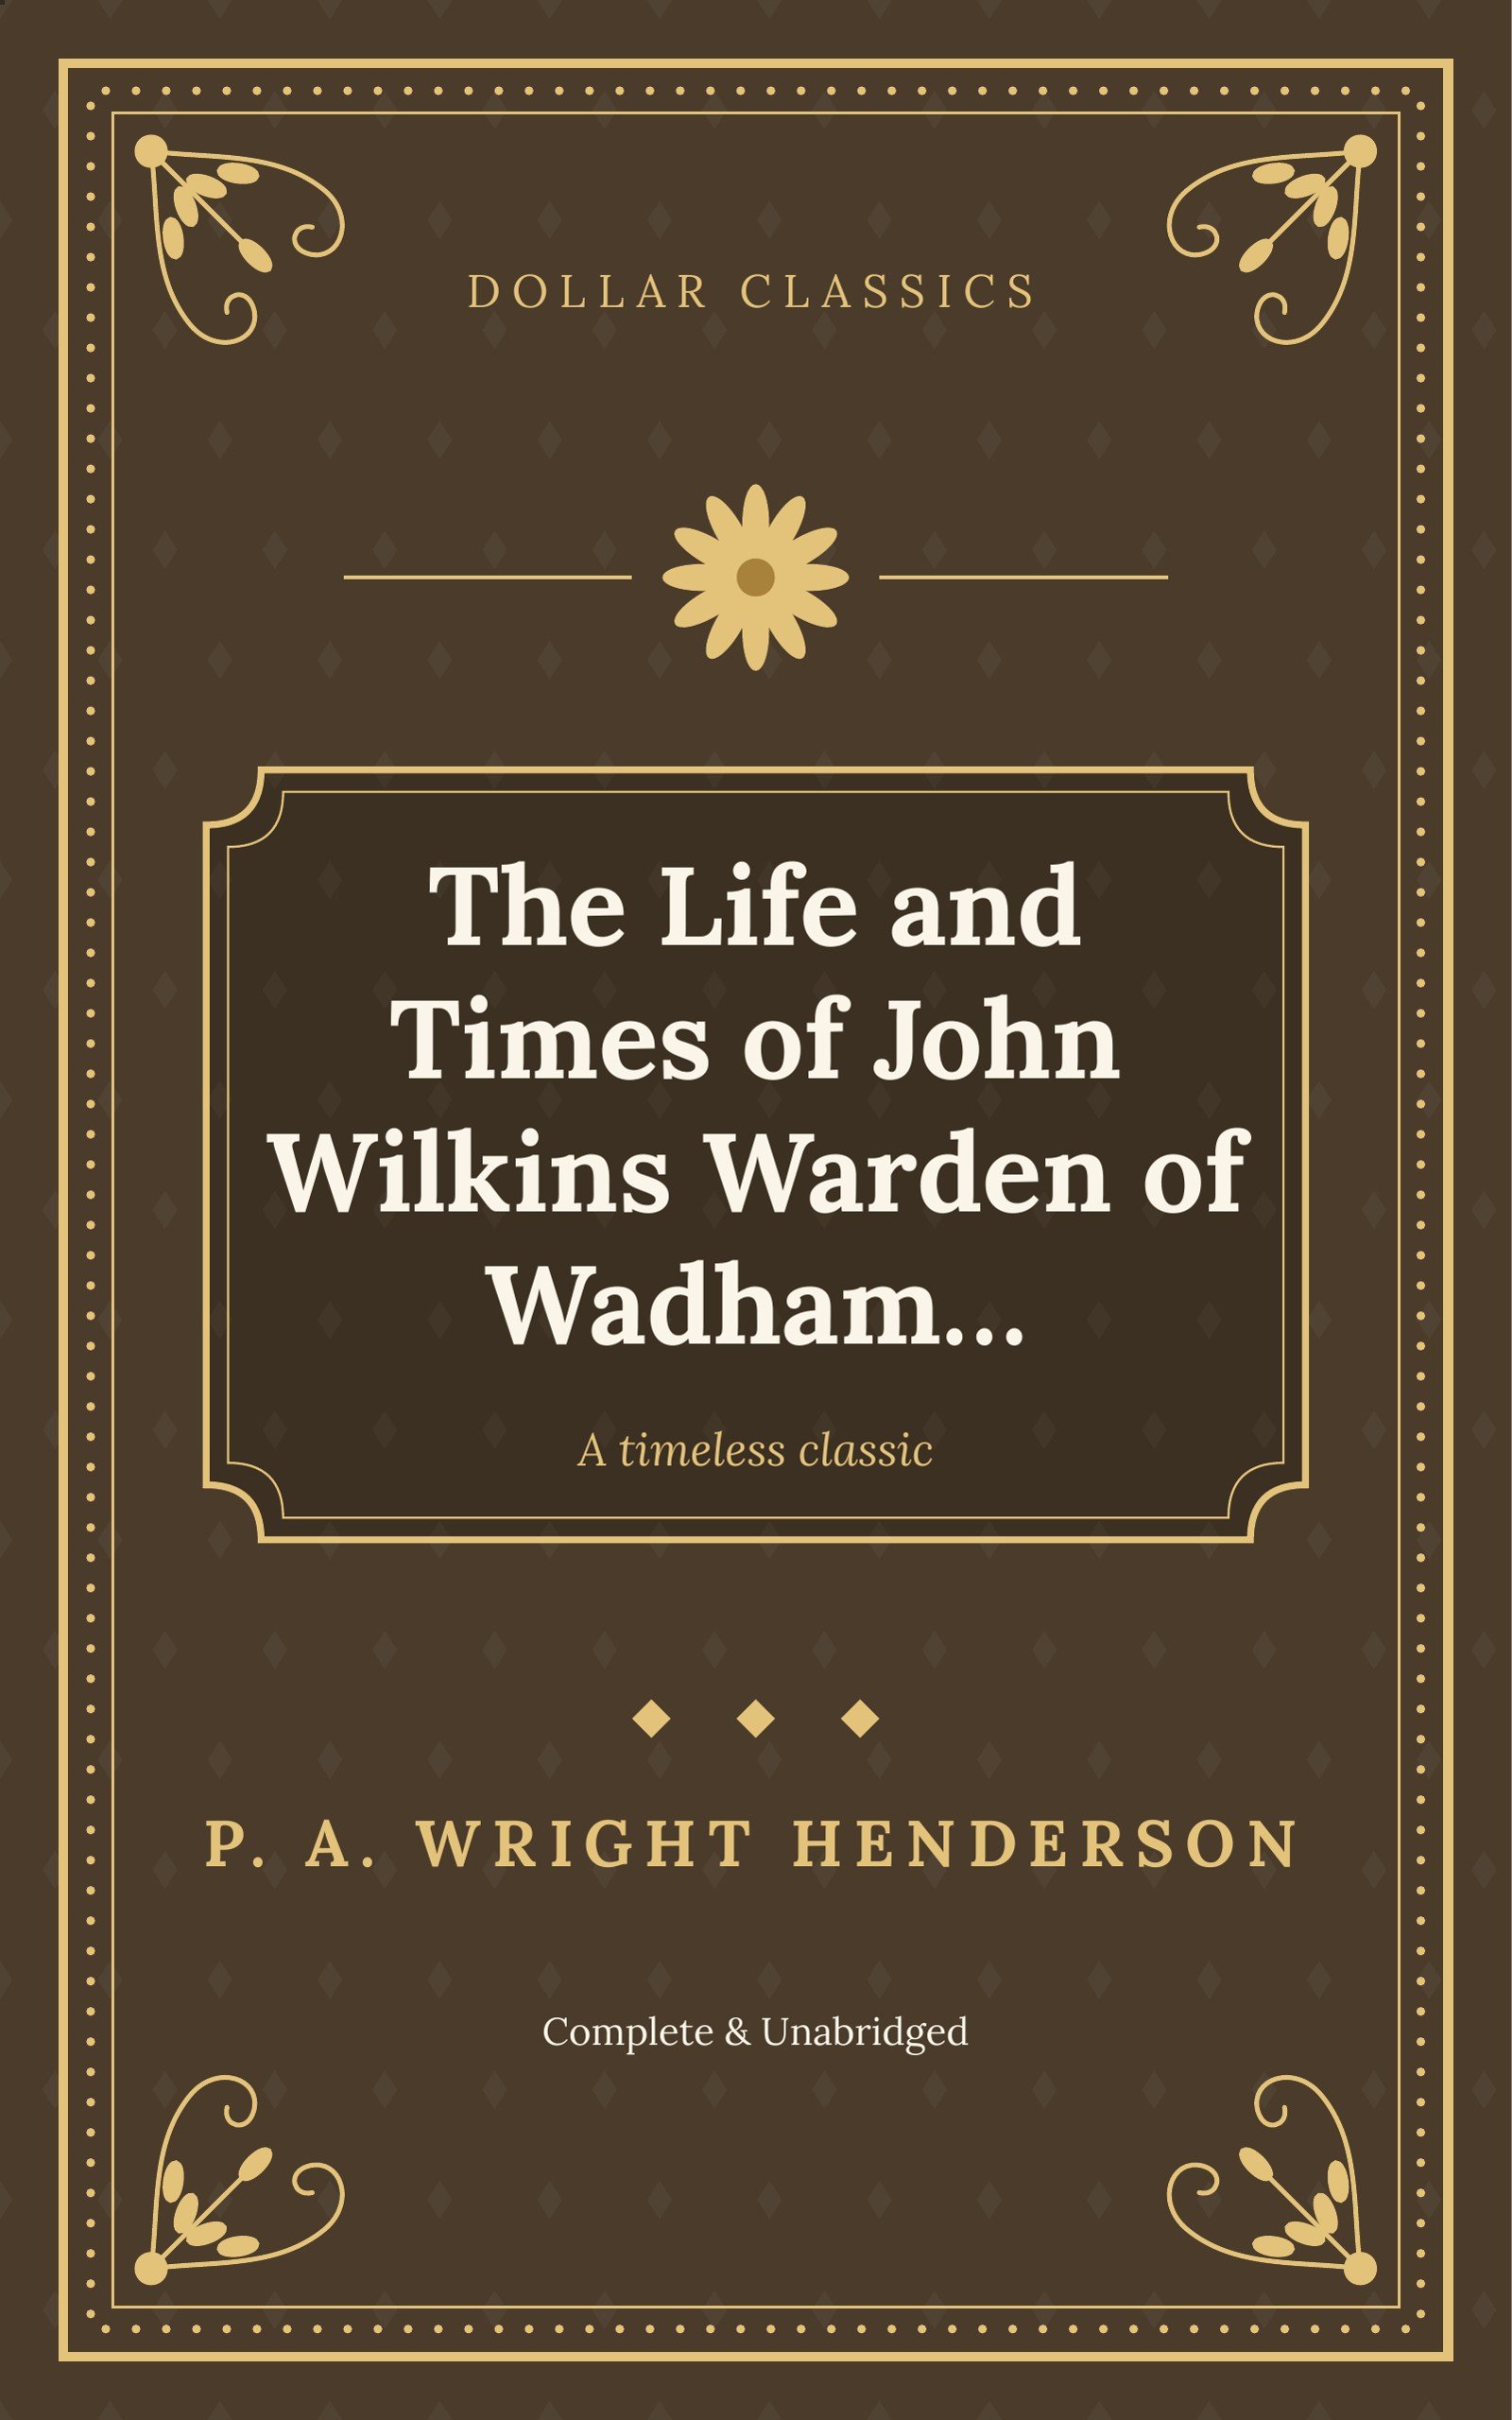 DOLLAR CLASSICS
The Life and
Times of John
Wilkins Warden of
Wadham...
A timeless classic
P. A. WRIGHT HENDERSON
Complete & Unabridged